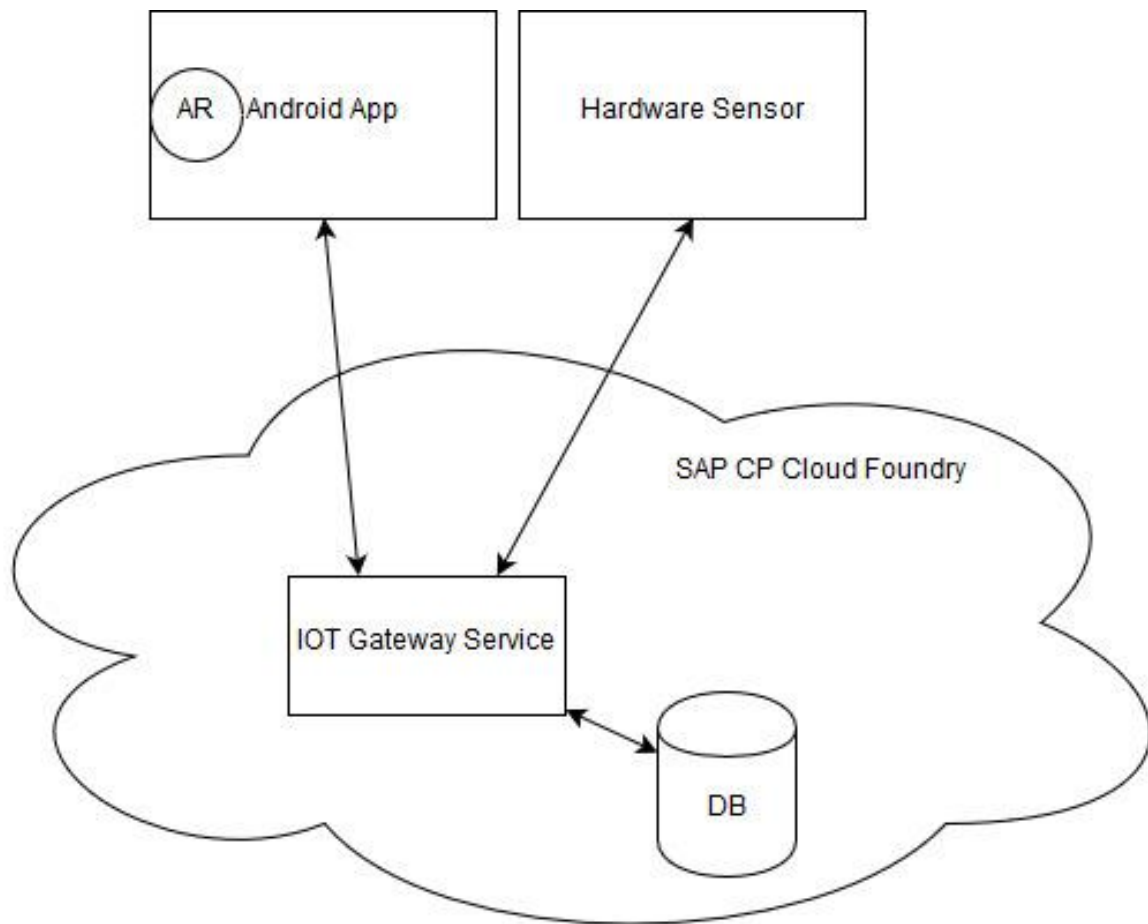 AR
Android App
Hardware Sensor
SAP CP Cloud Foundry
IOT Gateway Service
DB